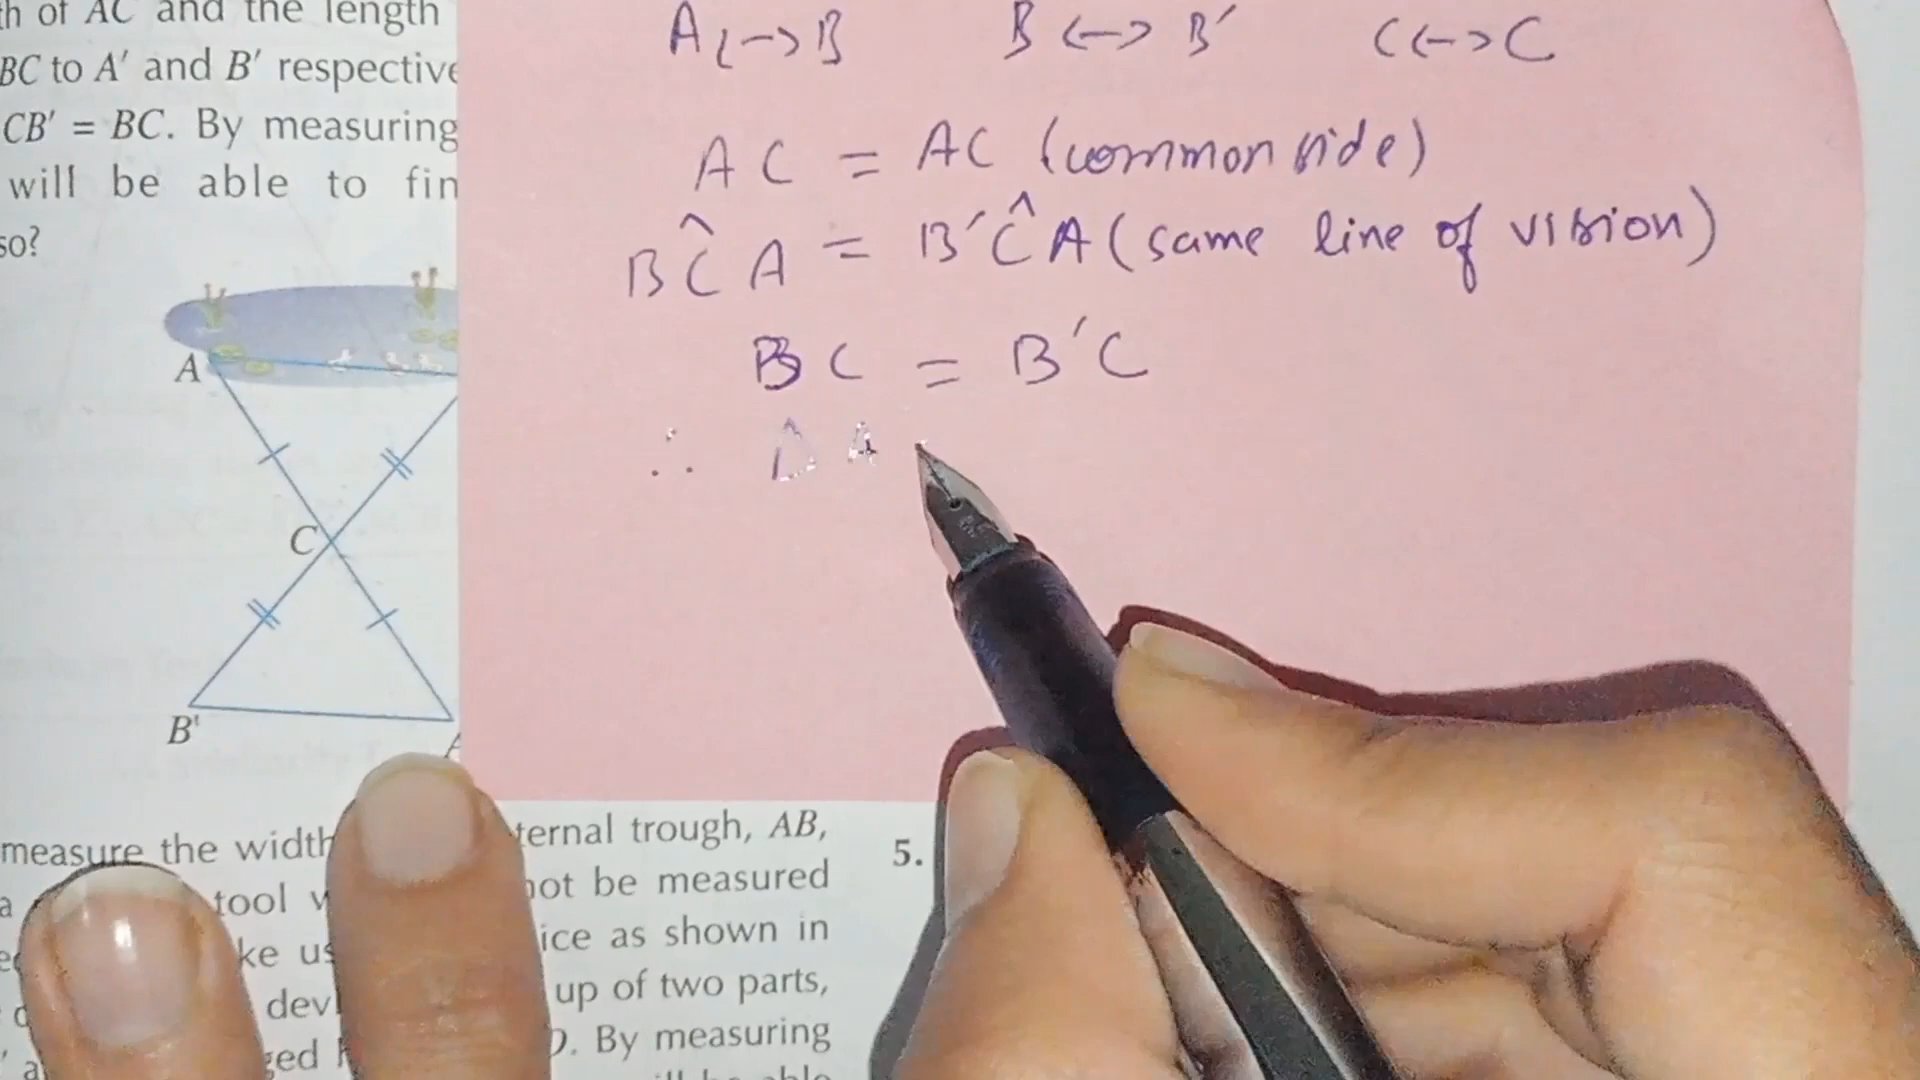 th of AC and the length
BC to A′ and B′ respective
CB′ = BC. By measuring
will be able to fin
so?
A
C
B'
A ↔ B B ↔ B′ C ↔ C
AC = AC (common side)
BĈA = B′ĈA (same line of vision)
BC = B′C
∴ △A
measure the width
tool
ke us
dev
ged
ternal trough, AB,
not be measured
ice as shown in
up of two parts,
D. By measuring
5.